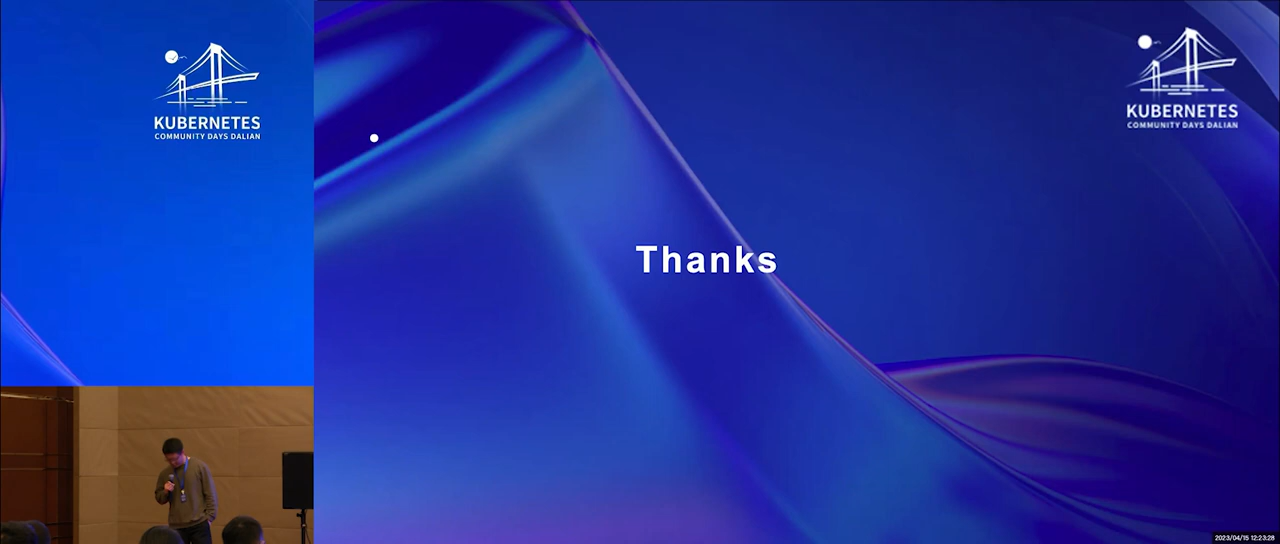 KUBERNETES
COMMUNITY DAYS DALIAN
KUBERNETES
COMMUNITY DAYS DALIAN
Thanks
2023/04/15 12:23:28